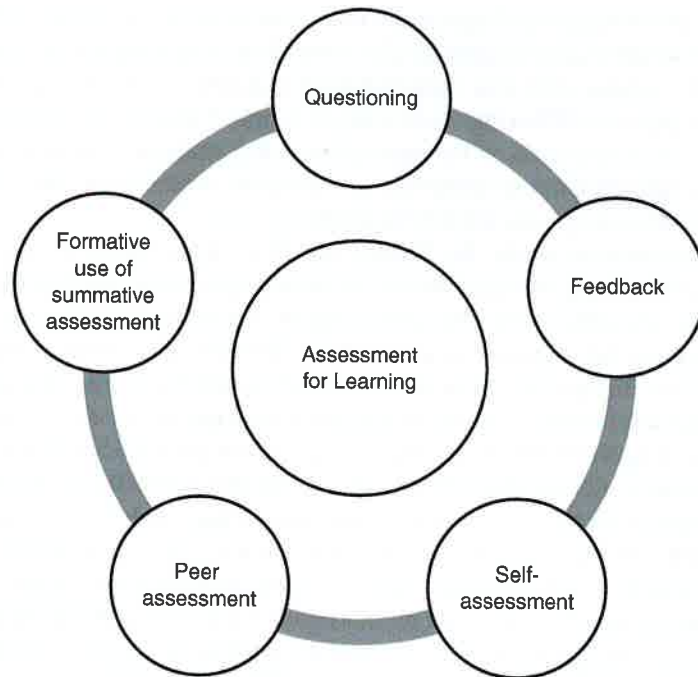 Questioning
Formative
use of
summative
assessment
Feedback
Assessment
for Learning
Peer
assessment
Self-
assessment